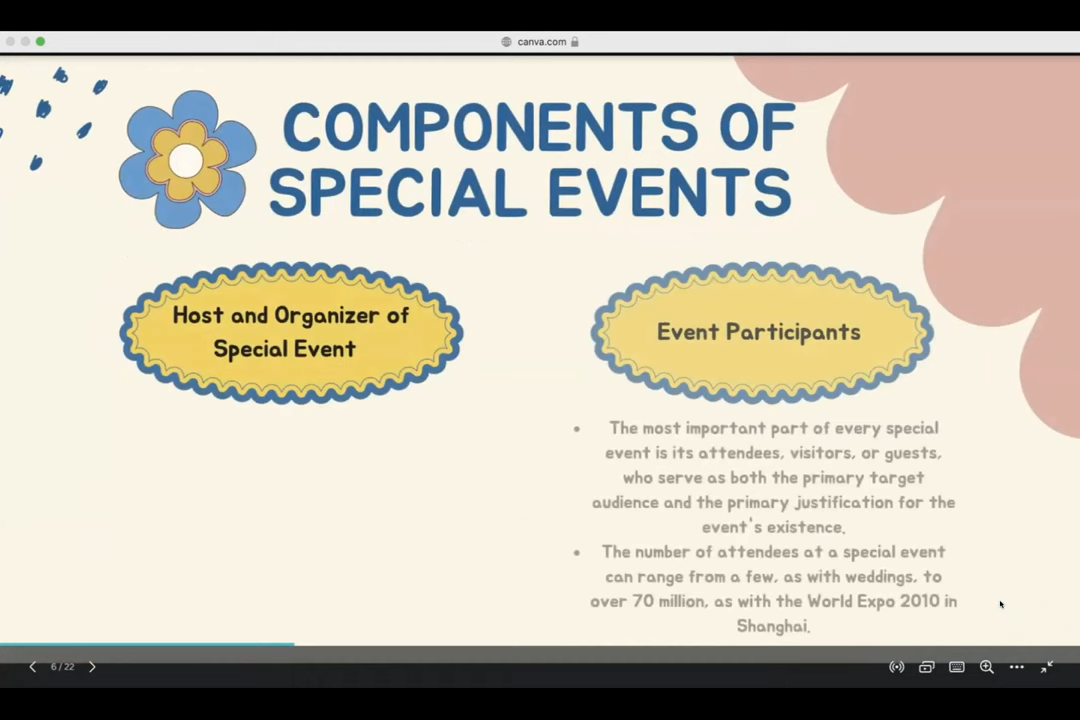 canva.com
COMPONENTS OF
SPECIAL EVENTS
Host and Organizer of
Special Event
Event Participants
• The most important part of every special
event is its attendees, visitors, or guests,
who serve as both the primary target
audience and the primary justification for the
event's existence.
• The number of attendees at a special event
can range from a few, as with weddings, to
over 70 million, as with the World Expo 2010 in
Shanghai.
6 / 22